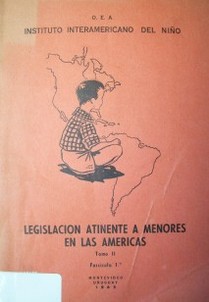 O. E. A
INSTITUTO INTERAMERICANO DEL NIÑO
LEGISLACION ATINENTE A MENORES
EN LAS AMERICAS
Tomo II
Fascículo 1.º
MONTEVIDEO
URUGUAY